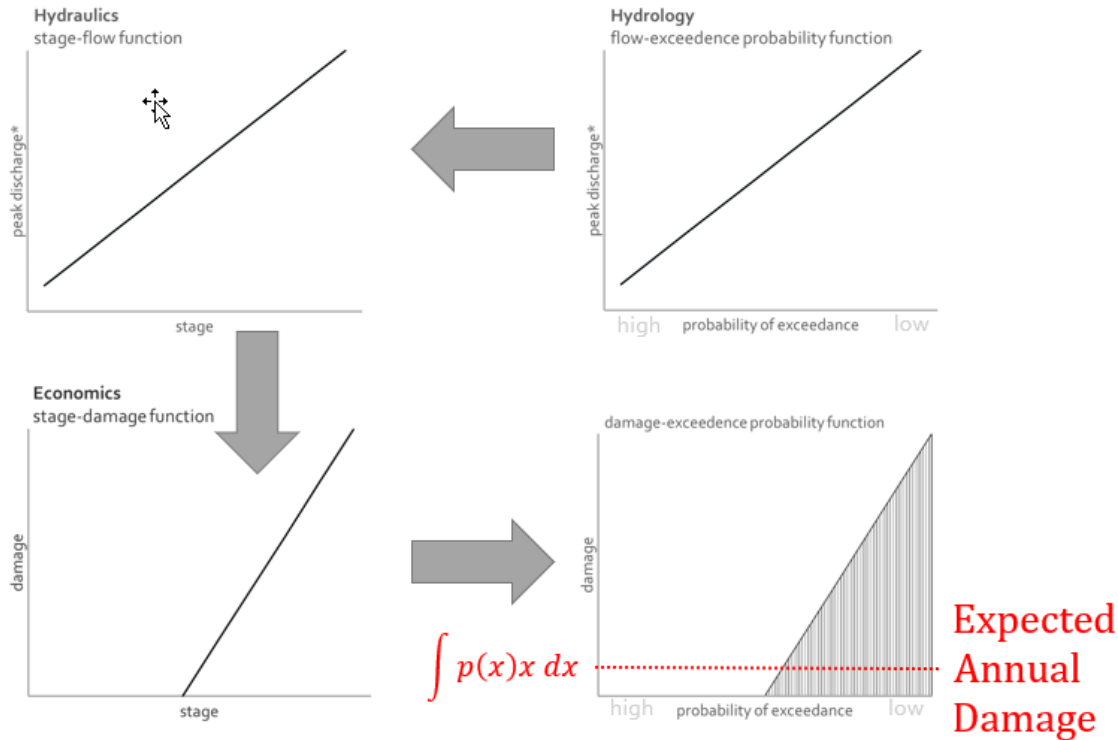 Hydraulics
stage-flow function
peak discharge*
stage
Hydrology
flow-exceedence probability function
peak discharge*
high probability of exceedance low
Economics
stage-damage function
damage
stage
damage-exceedence probability function
damage
high probability of exceedance low
∫ p(x)x dx
Expected
Annual
Damage